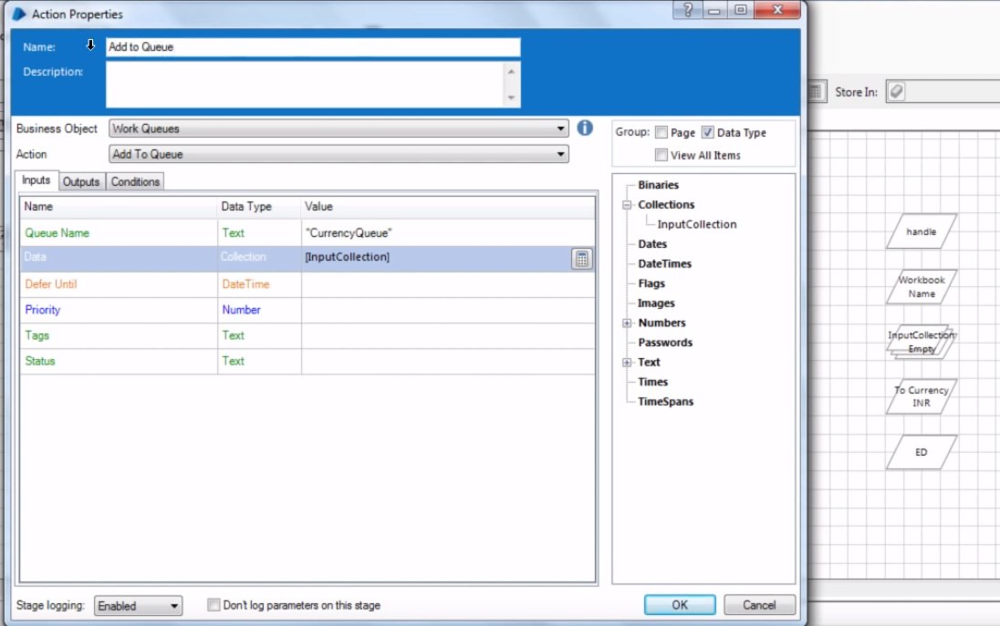 Action Properties
Name:
Add to Queue
Description:
Business Object
Work Queues
Action
Add To Queue
Inputs
Outputs
Conditions
Name
Data Type
Value
Queue Name
Text
"CurrencyQueue"
Data
Collection
[InputCollection]
Defer Until
DateTime
Priority
Number
Tags
Text
Status
Text
Group:
Page
Data Type
View All Items
Binaries
Collections
InputCollection
Dates
DateTimes
Flags
Images
Numbers
Passwords
Text
Times
TimeSpans
Stage logging:
Enabled
Don't log parameters on this stage
OK
Cancel
Store In:
handle
Workbook
Name
InputCollection
Empty
To Currency
INR
ED